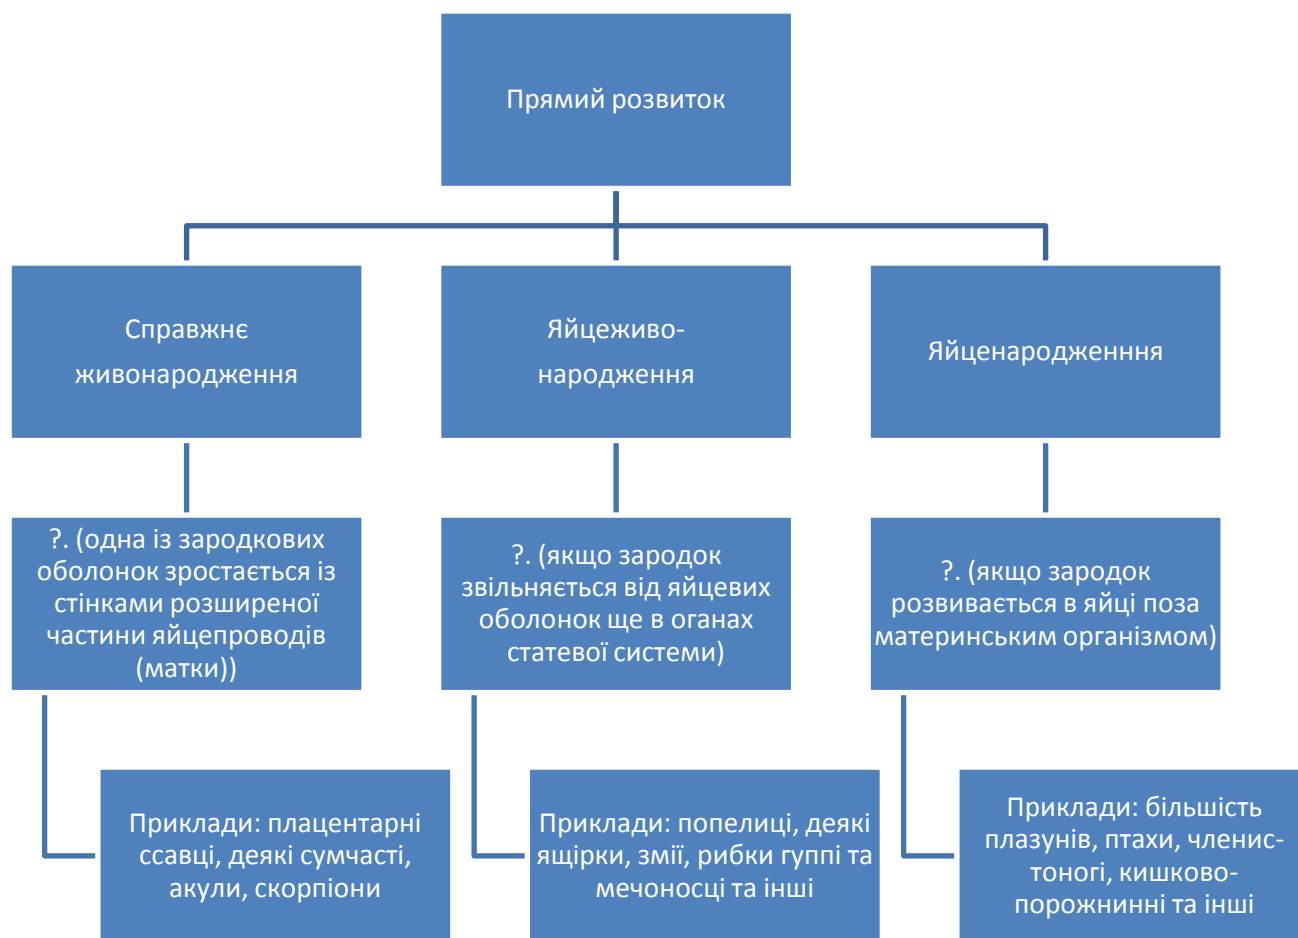 Прямий розвиток
Справжнє
живонародження
Яйцеживо-
народження
Яйценародженння
?. (одна із зародкових
оболонок зростається із
стінками розширеної
частини яйцепроводів
(матки))
?. (якщо зародок
звільняється від яйцевих
оболонок ще в оганах
статевої системи)
?. (якщо зародок
розвивається в яйці поза
материнським організмом)
Приклади: плацентарні
ссавці, деякі сумчасті,
акули, скорпіони
Приклади: попелиці, деякі
ящірки, змії, рибки гуппі та
мечоносці та інші
Приклади: більшість
плазунів, птахи, членис-
тоногі, кишково-
порожнинні та інші